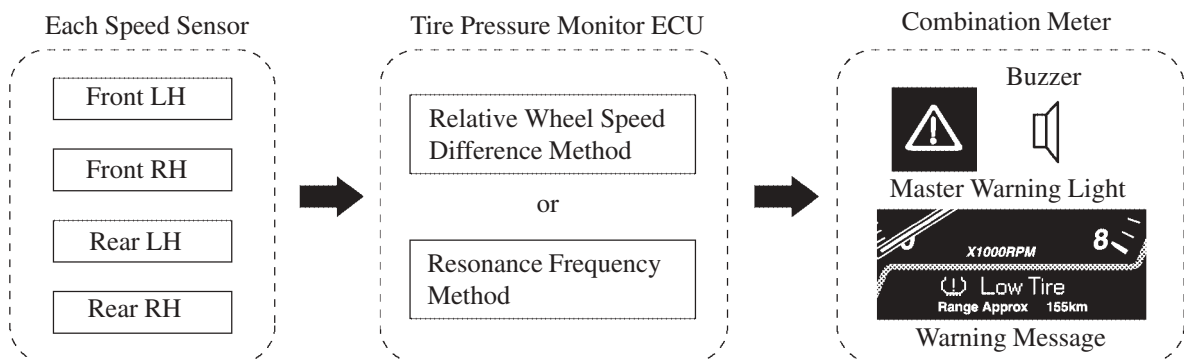 Each Speed Sensor
Front LH
Front RH
Rear LH
Rear RH
Tire Pressure Monitor ECU
Relative Wheel Speed
Difference Method
or
Resonance Frequency
Method
Combination Meter
Buzzer
Master Warning Light
8
X1000RPM
Low Tire
Range Approx 155km
Warning Message